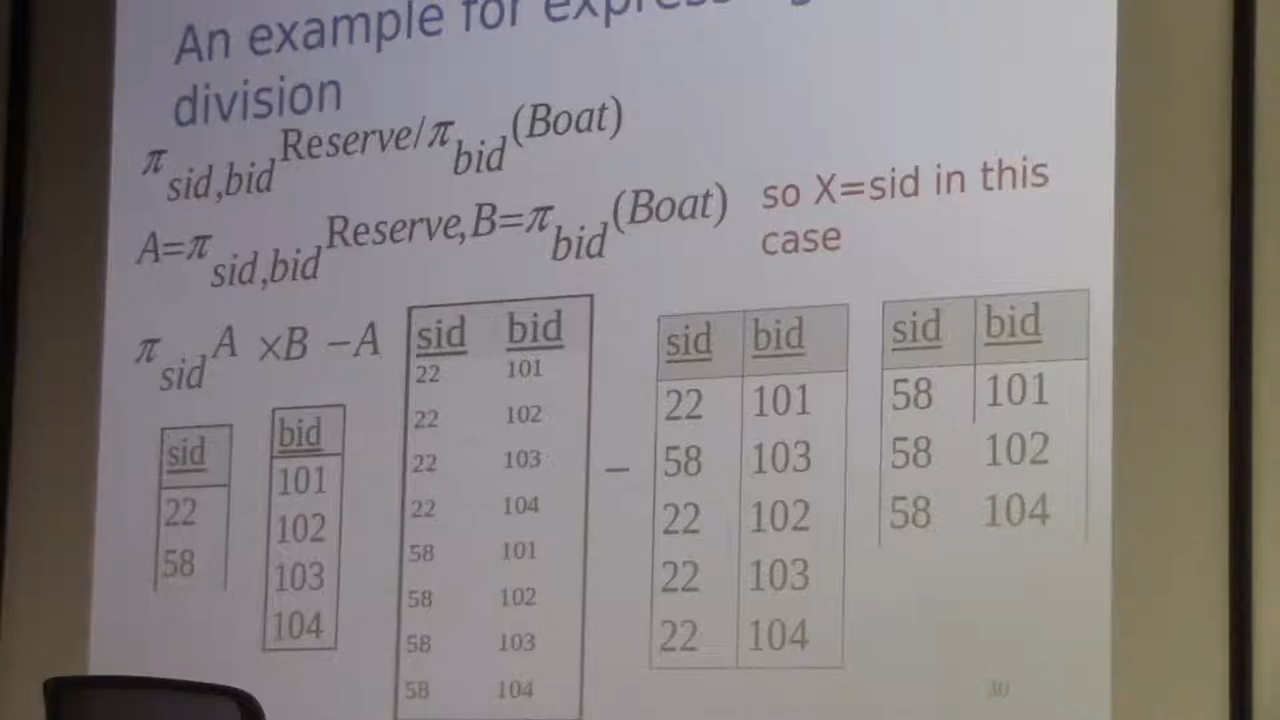 An example for expressing
division
π sid,bid Reserve/π bid (Boat)
A=π sid,bid Reserve, B=π bid (Boat)
so X=sid in this
case
π sid A ×B −A
sid
22
58
bid
101
102
103
104
sid bid
22 101
22 102
22 103
22 104
58 101
58 102
58 103
58 104
−
sid bid
22 101
58 103
22 102
22 103
22 104
sid bid
58 101
58 102
58 104
30